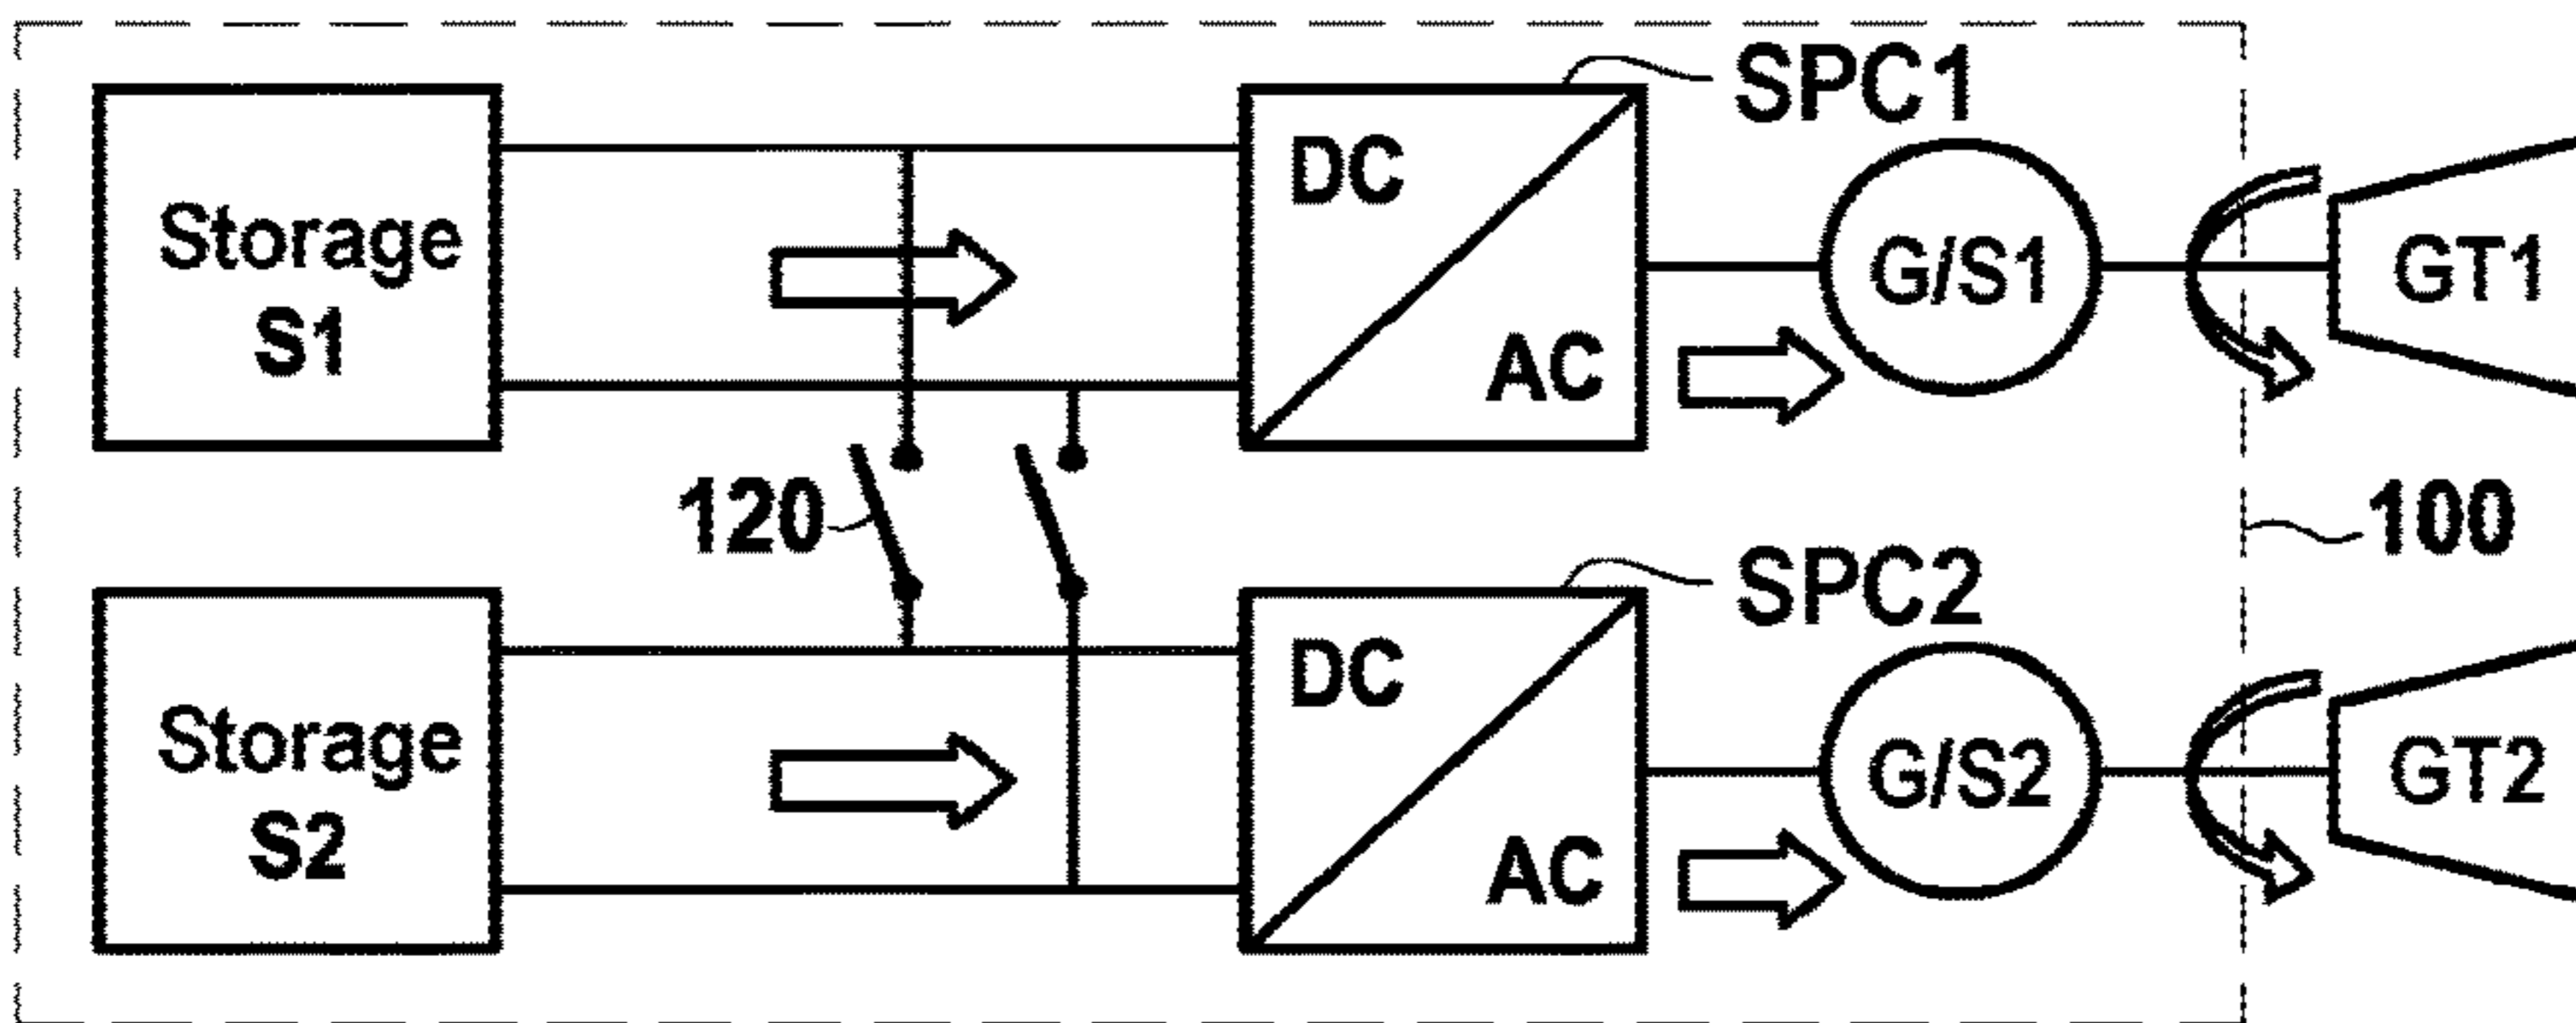 SPC1
Storage
S1
DC
AC
G/S1
GT1
120
100
SPC2
Storage
S2
DC
AC
G/S2
GT2